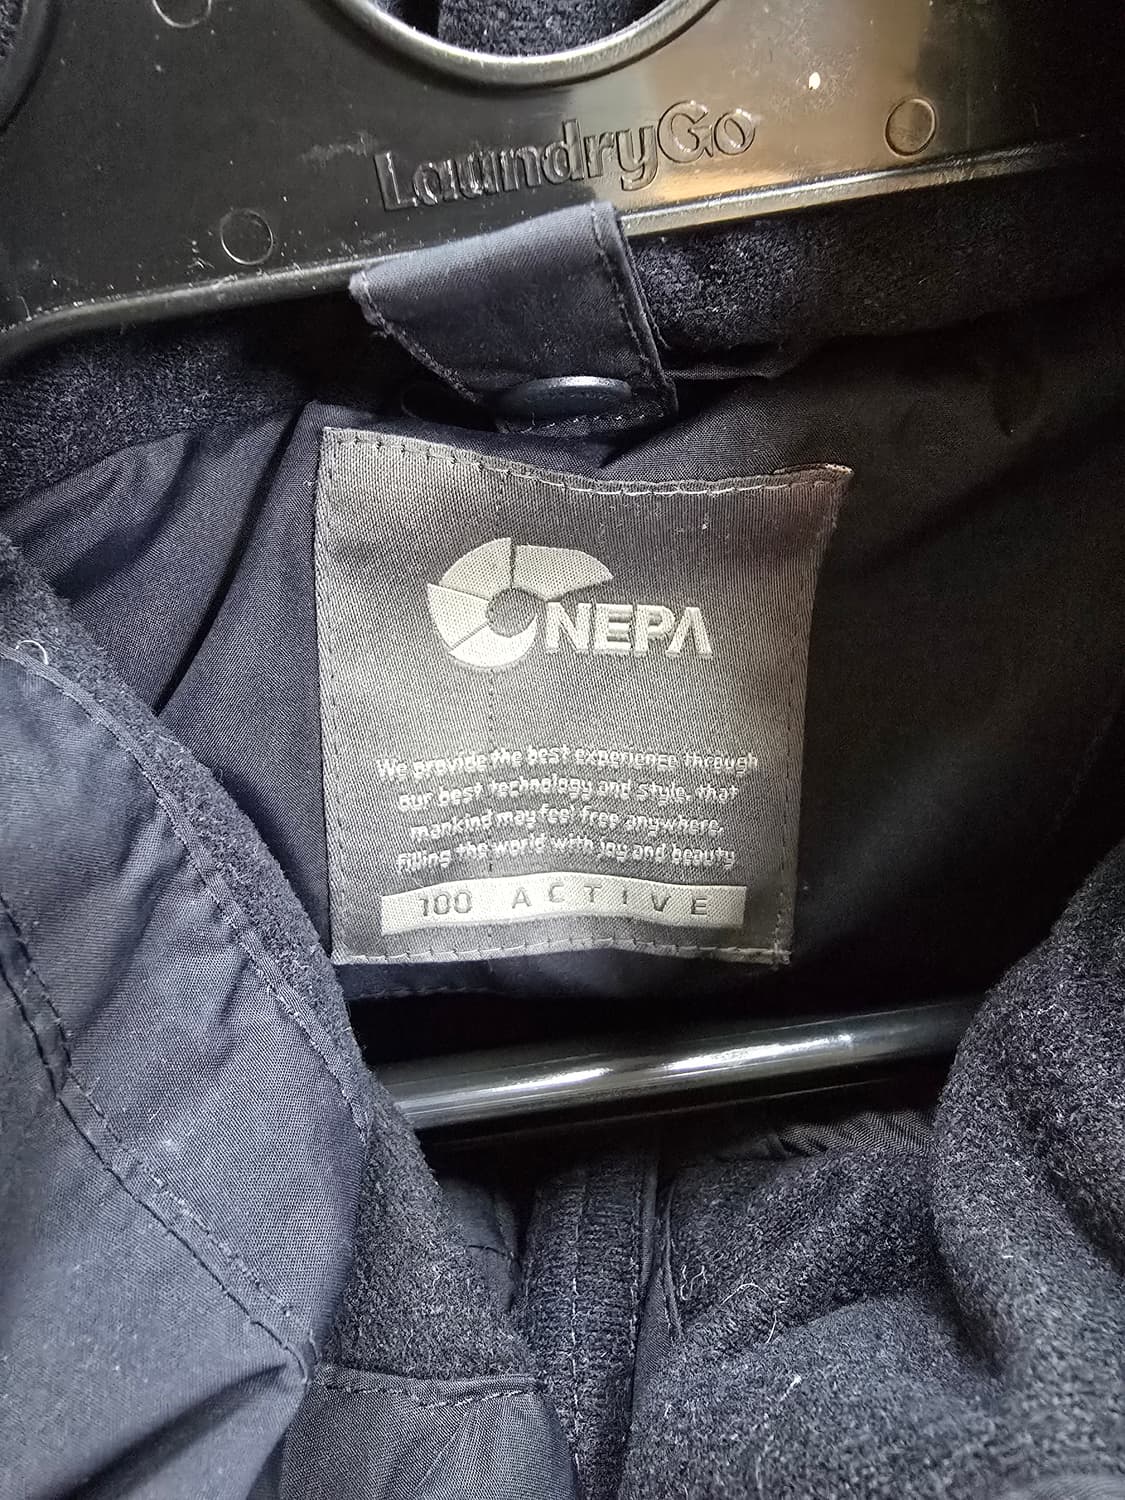 LaundryGo
NEPA
We provide the best experience through
our best technology and style, that
mankind may feel free anywhere,
filling the world with joy and beauty
100 ACTIVE